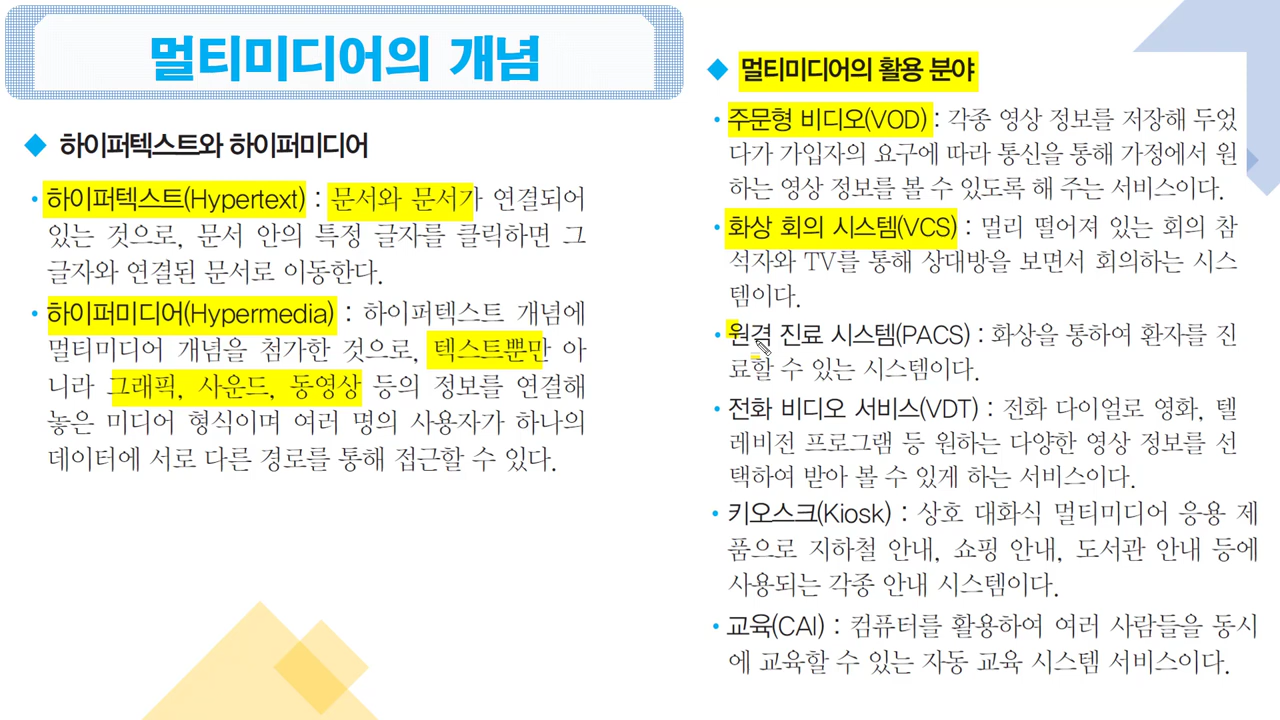 멀티미디어의 개념
◆ 하이퍼텍스트와 하이퍼미디어
• 하이퍼텍스트(Hypertext) : 문서와 문서가 연결되어
있는 것으로, 문서 안의 특정 글자를 클릭하면 그
글자와 연결된 문서로 이동한다.
• 하이퍼미디어(Hypermedia) : 하이퍼텍스트 개념에
멀티미디어 개념을 첨가한 것으로, 텍스트뿐만 아
니라 그래픽, 사운드, 동영상 등의 정보를 연결해
놓은 미디어 형식이며 여러 명의 사용자가 하나의
데이터에 서로 다른 경로를 통해 접근할 수 있다.
◆ 멀티미디어의 활용 분야
• 주문형 비디오(VOD) : 각종 영상 정보를 저장해 두었
다가 가입자의 요구에 따라 통신을 통해 가정에서 원
하는 영상 정보를 볼 수 있도록 해 주는 서비스이다.
• 화상 회의 시스템(VCS) : 멀리 떨어져 있는 회의 참
석자와 TV를 통해 상대방을 보면서 회의하는 시스
템이다.
• 원격 진료 시스템(PACS) : 화상을 통하여 환자를 진
료할 수 있는 시스템이다.
• 전화 비디오 서비스(VDT) : 전화 다이얼로 영화, 텔
레비전 프로그램 등 원하는 다양한 영상 정보를 선
택하여 받아 볼 수 있게 하는 서비스이다.
• 키오스크(Kiosk) : 상호 대화식 멀티미디어 응용 제
품으로 지하철 안내, 쇼핑 안내, 도서관 안내 등에
사용되는 각종 안내 시스템이다.
• 교육(CAI) : 컴퓨터를 활용하여 여러 사람들을 동시
에 교육할 수 있는 자동 교육 시스템 서비스이다.